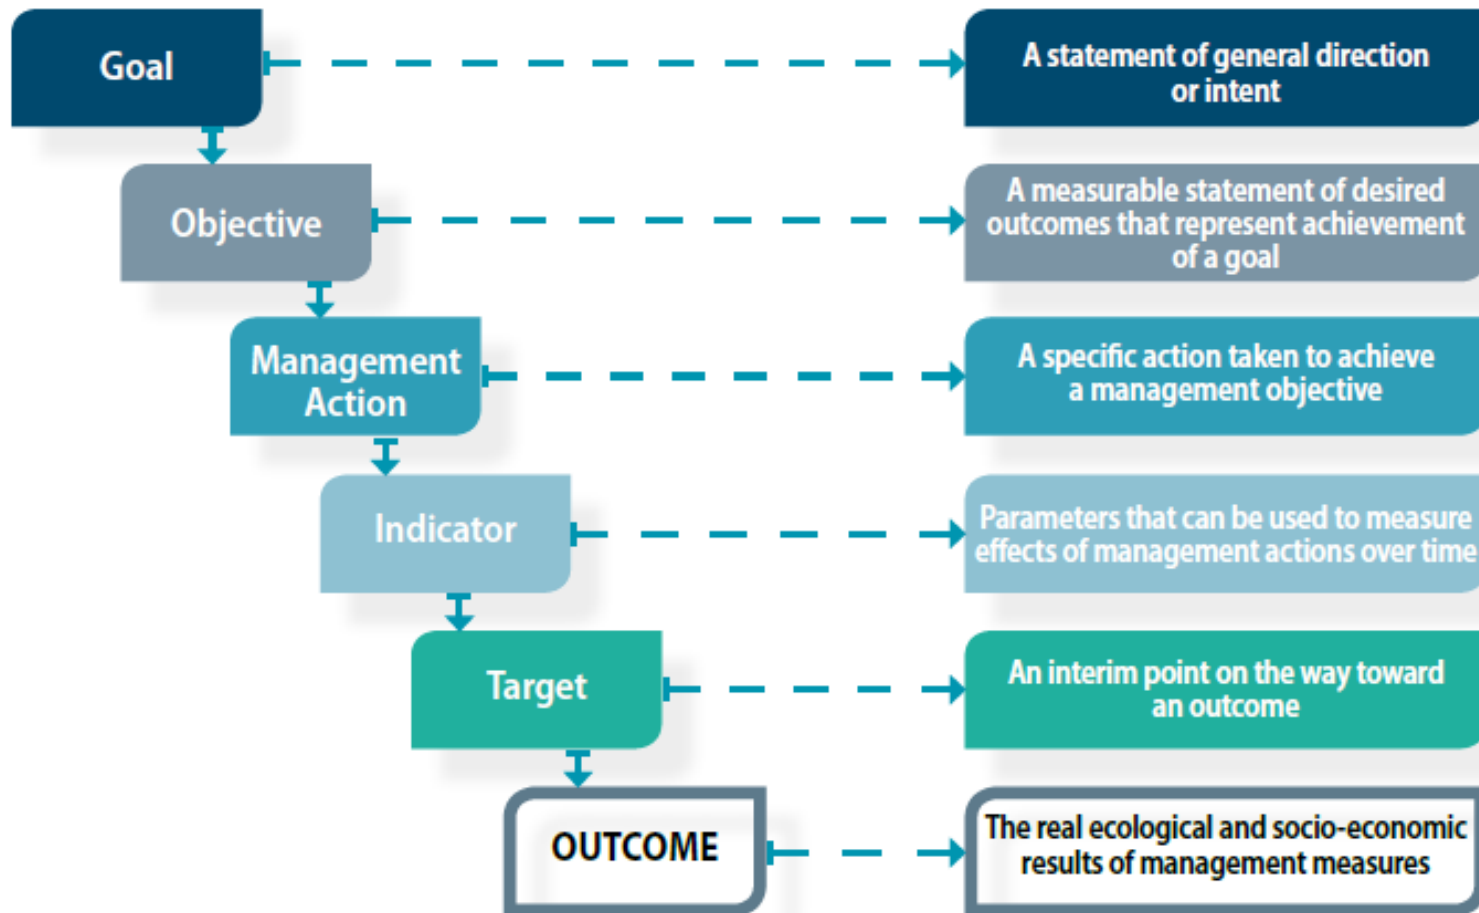 Goal
A statement of general direction
or intent
Objective
A measurable statement of desired
outcomes that represent achievement
of a goal
Management
Action
A specific action taken to achieve
a management objective
Indicator
Parameters that can be used to measure
effects of management actions over time
Target
An interim point on the way toward
an outcome
OUTCOME
The real ecological and socio-economic
results of management measures